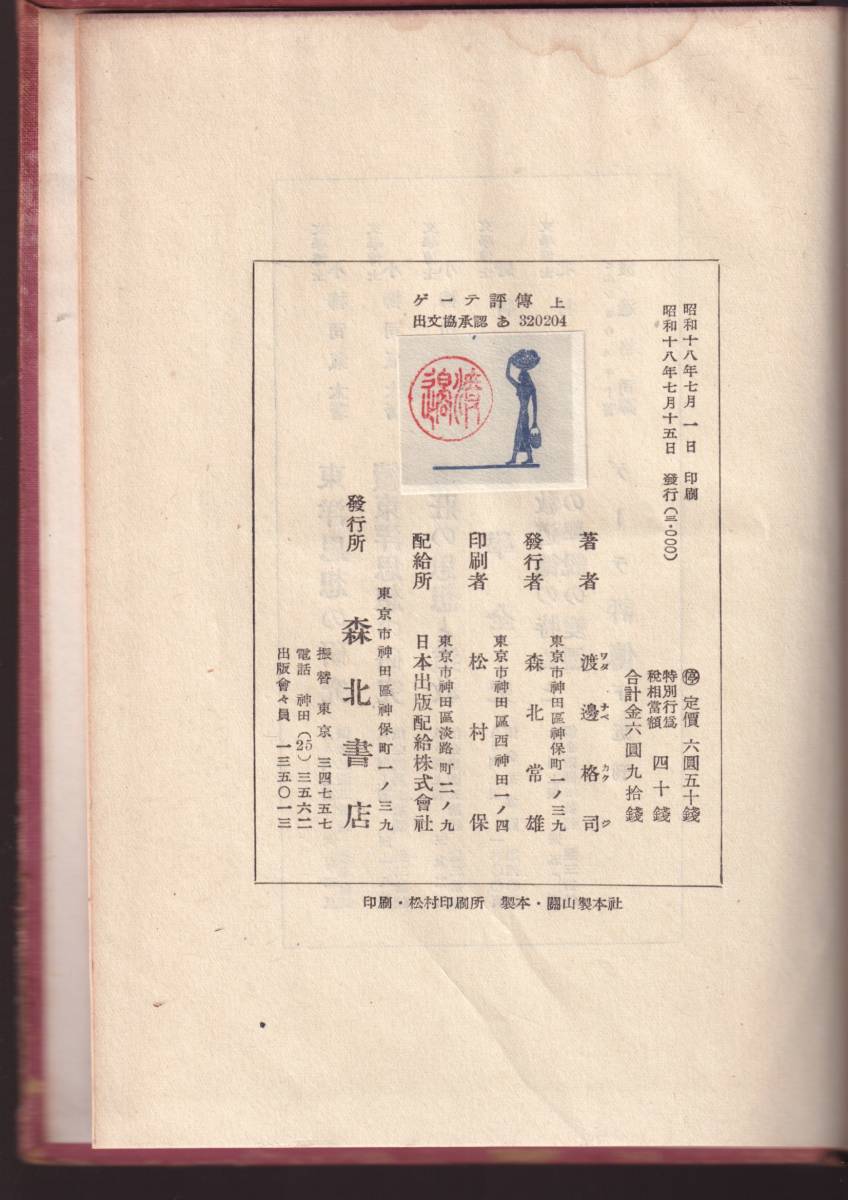 ゲーテ評傳 上
出文協承認 あ 320204
昭和十八年七月 一日 印刷
昭和十八年七月十五日 發行(三・〇〇〇)
停 定價 六圓五十錢
特別行爲
稅相當額 四十錢
合計金六圓九拾錢
著者 渡邊格司
ワタ ナベ カク ジ
東京市神田區神保町一ノ三九
發行者 森北常雄
東京市神田區西神田一ノ四
印刷者 松村保
東京市神田區淡路町二ノ九
配給所 日本出版配給株式會社
東京市神田區神保町一ノ三九
發行所 森北書店
振替 東京 三四七五七
電話 神田(25)三五六二
出版會々員 一三五〇一三
印刷・松村印刷所 製本・關山製本社